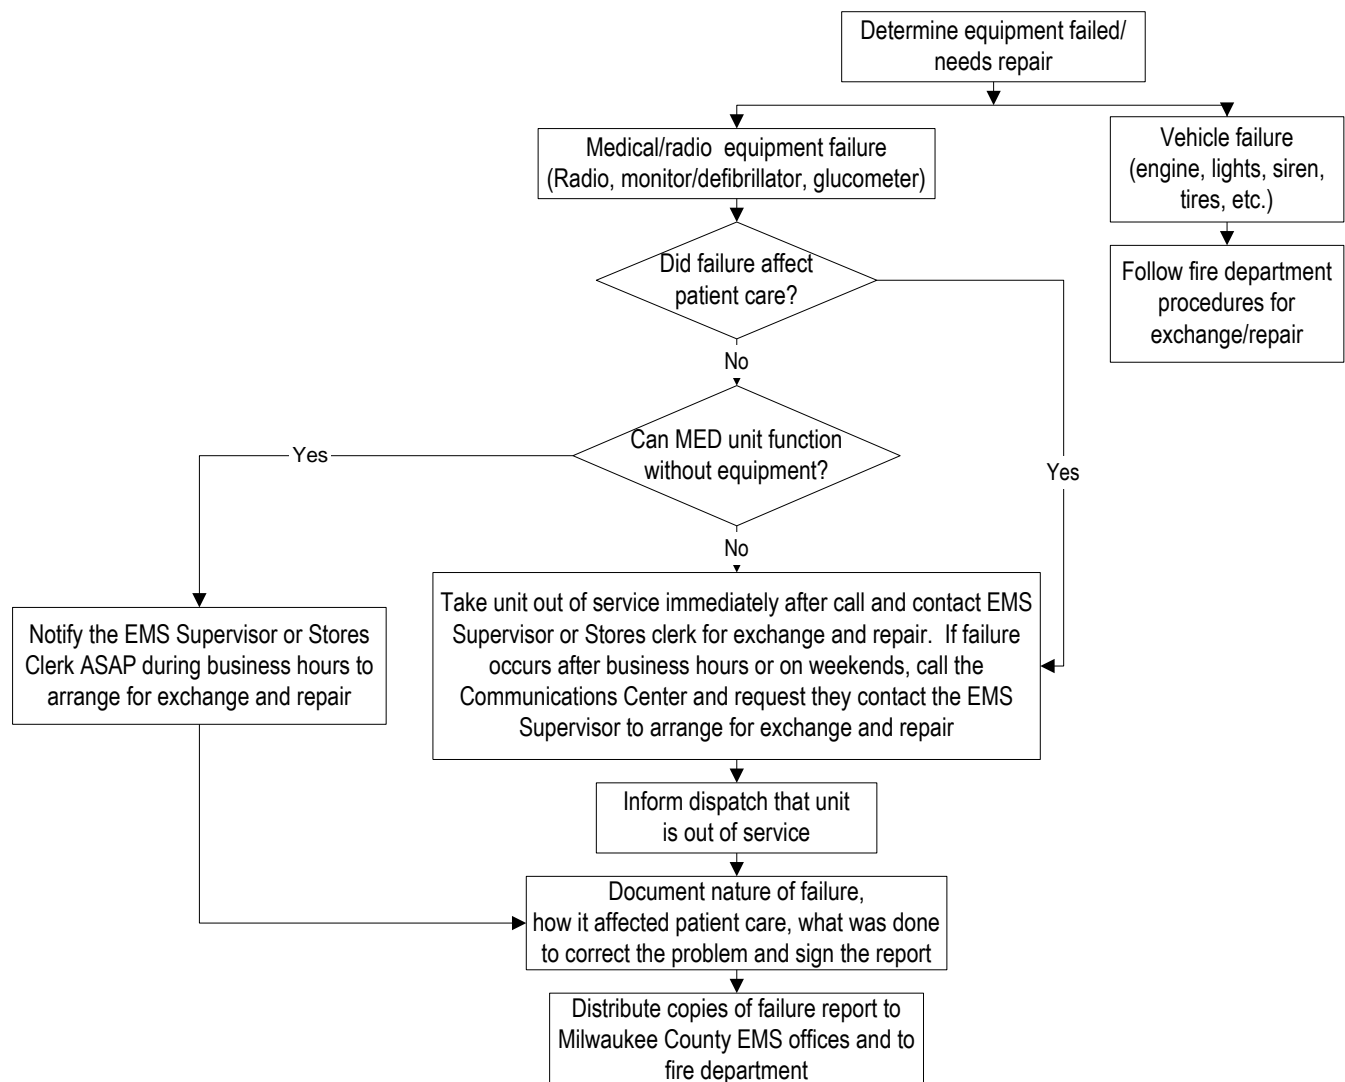 Determine equipment failed/
needs repair
Medical/radio equipment failure
(Radio, monitor/defibrillator, glucometer)
Vehicle failure
(engine, lights, siren,
tires, etc.)
Did failure affect
patient care?
Follow fire department
procedures for
exchange/repair
No
Can MED unit function
without equipment?
Yes
Yes
No
Take unit out of service immediately after call and contact EMS
Supervisor or Stores clerk for exchange and repair. If failure
occurs after business hours or on weekends, call the
Communications Center and request they contact the EMS
Supervisor to arrange for exchange and repair
Notify the EMS Supervisor or Stores
Clerk ASAP during business hours to
arrange for exchange and repair
Inform dispatch that unit
is out of service
Document nature of failure,
how it affected patient care, what was done
to correct the problem and sign the report
Distribute copies of failure report to
Milwaukee County EMS offices and to
fire department